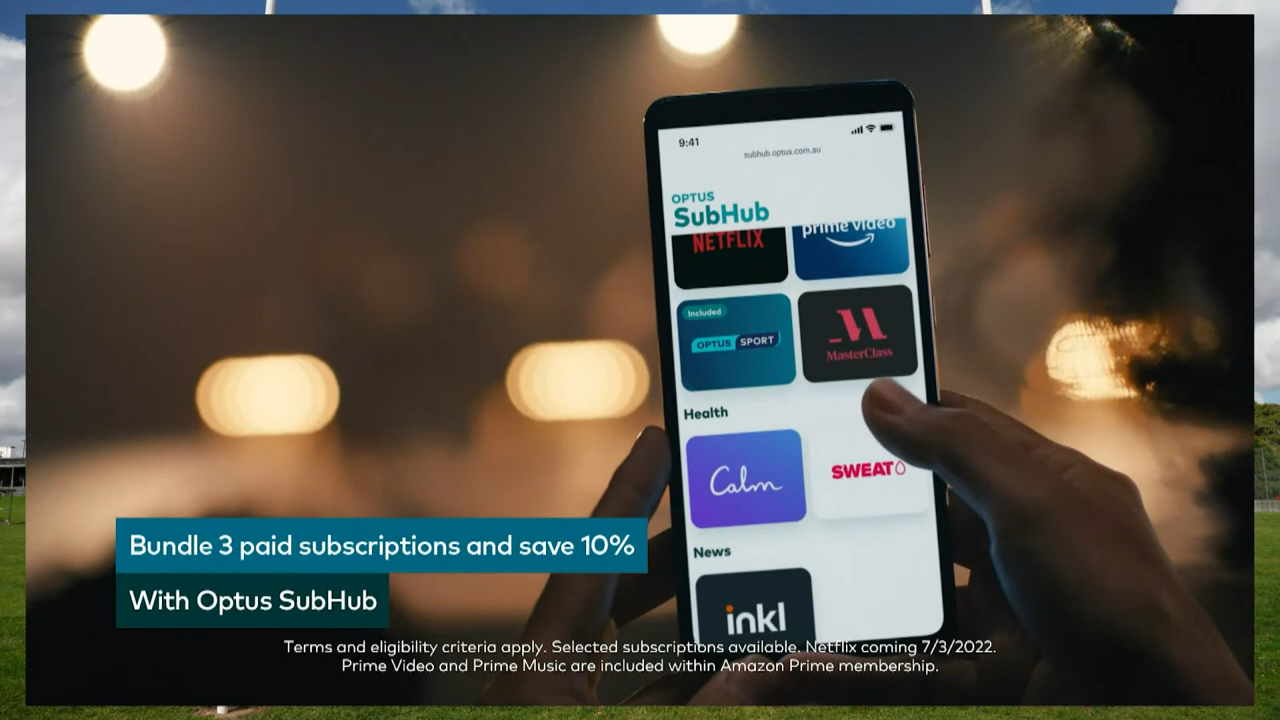 9:41
subhub.optus.com.au
OPTUS
SubHub
NETFLIX
prime video
Included
OPTUS SPORT
MasterClass
Health
Calm
SWEAT
News
inkl
Bundle 3 paid subscriptions and save 10%
With Optus SubHub
Terms and eligibility criteria apply. Selected subscriptions available. Netflix coming 7/3/2022.
Prime Video and Prime Music are included within Amazon Prime membership.